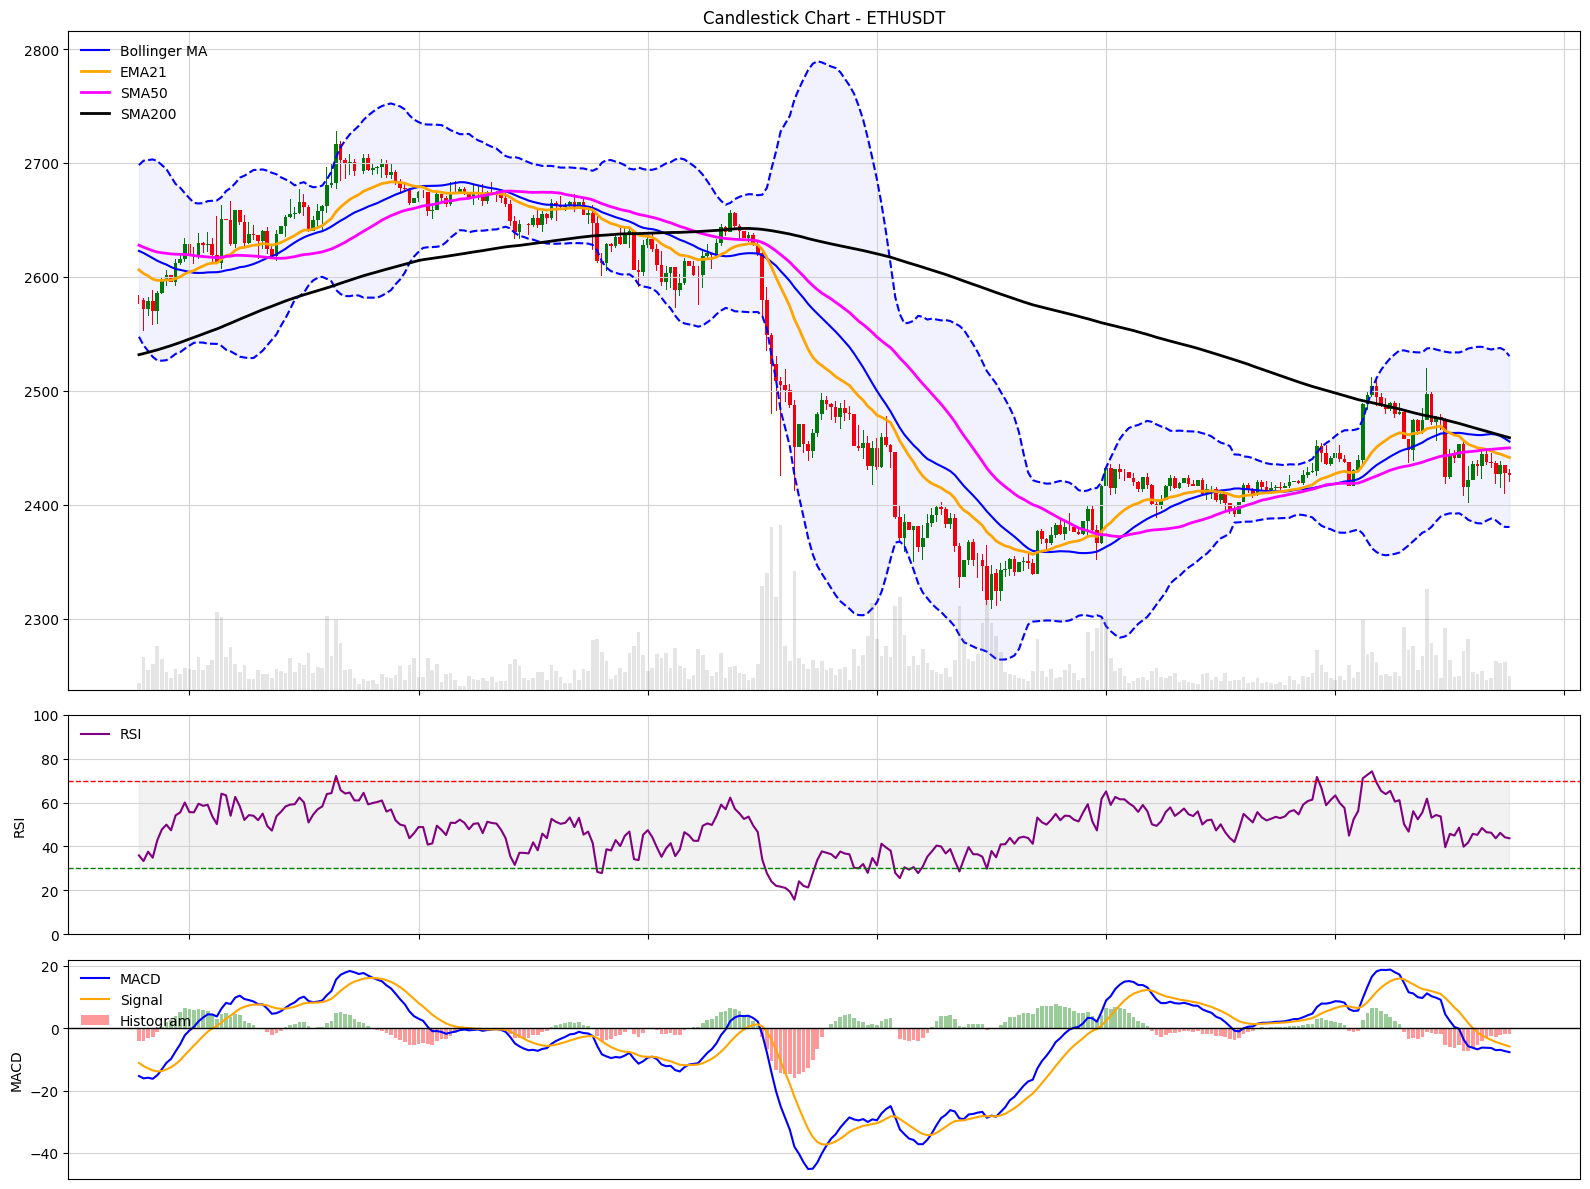 Candlestick Chart - ETHUSDT
2800
2700
2600
2500
2400
2300
Bollinger MA
EMA21
SMA50
SMA200
100
80
60
40
20
0
RSI
RSI
20
0
−20
−40
MACD
MACD
Signal
Histogram